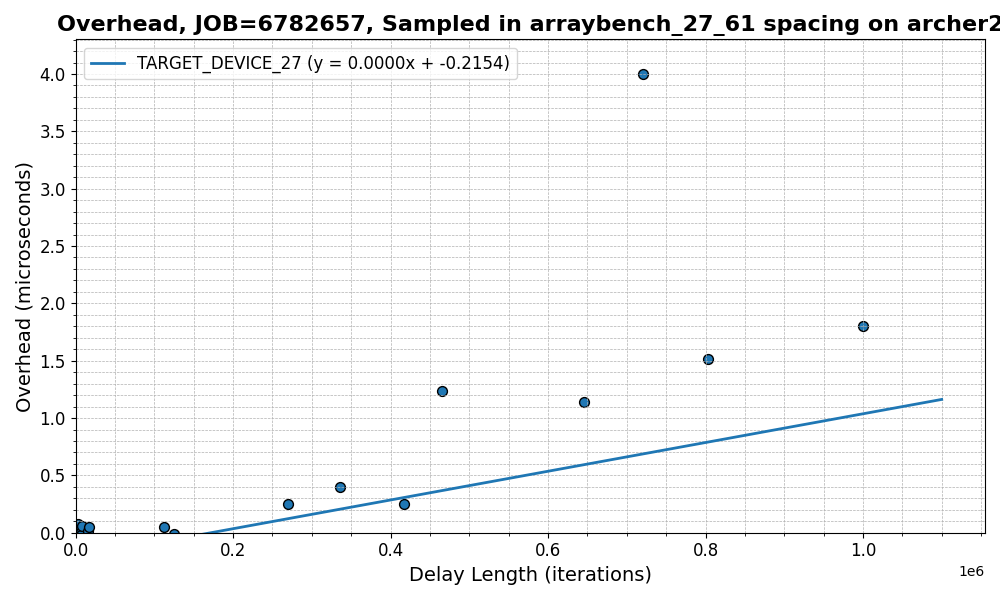 Overhead, JOB=6782657, Sampled in arraybench_27_61 spacing on archer2
TARGET_DEVICE_27 (y = 0.0000x + -0.2154)
Overhead (microseconds)
4.0
3.5
3.0
2.5
2.0
1.5
1.0
0.5
0.0
0.0 0.2 0.4 0.6 0.8 1.0
1e6
Delay Length (iterations)